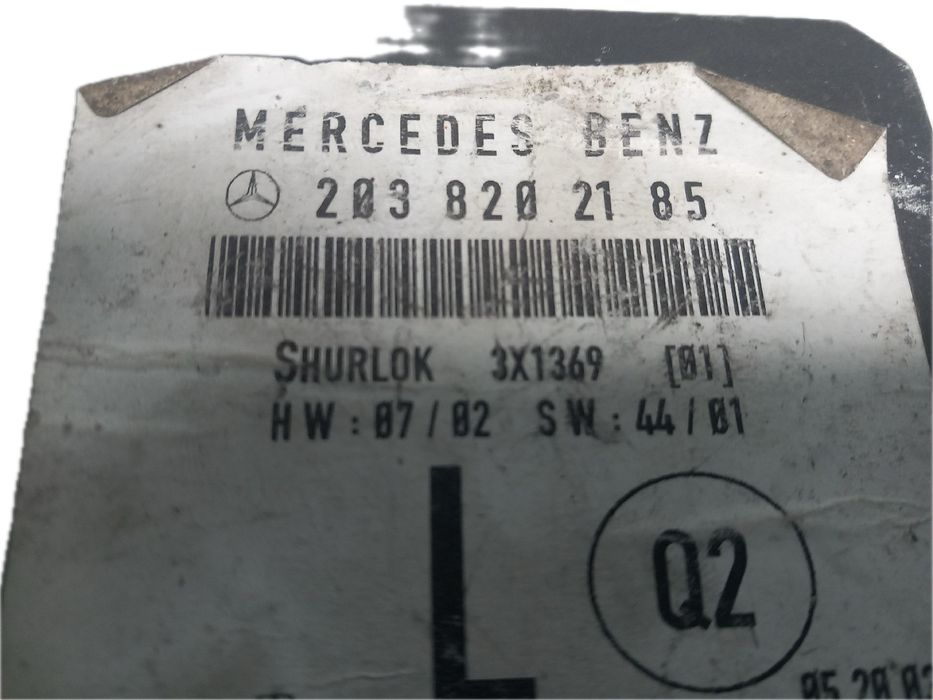 MERCEDES BENZ
203 820 21 85
SHURLOK 3X1369 [01]
HW:07/02 SW:44/01
L
Q2